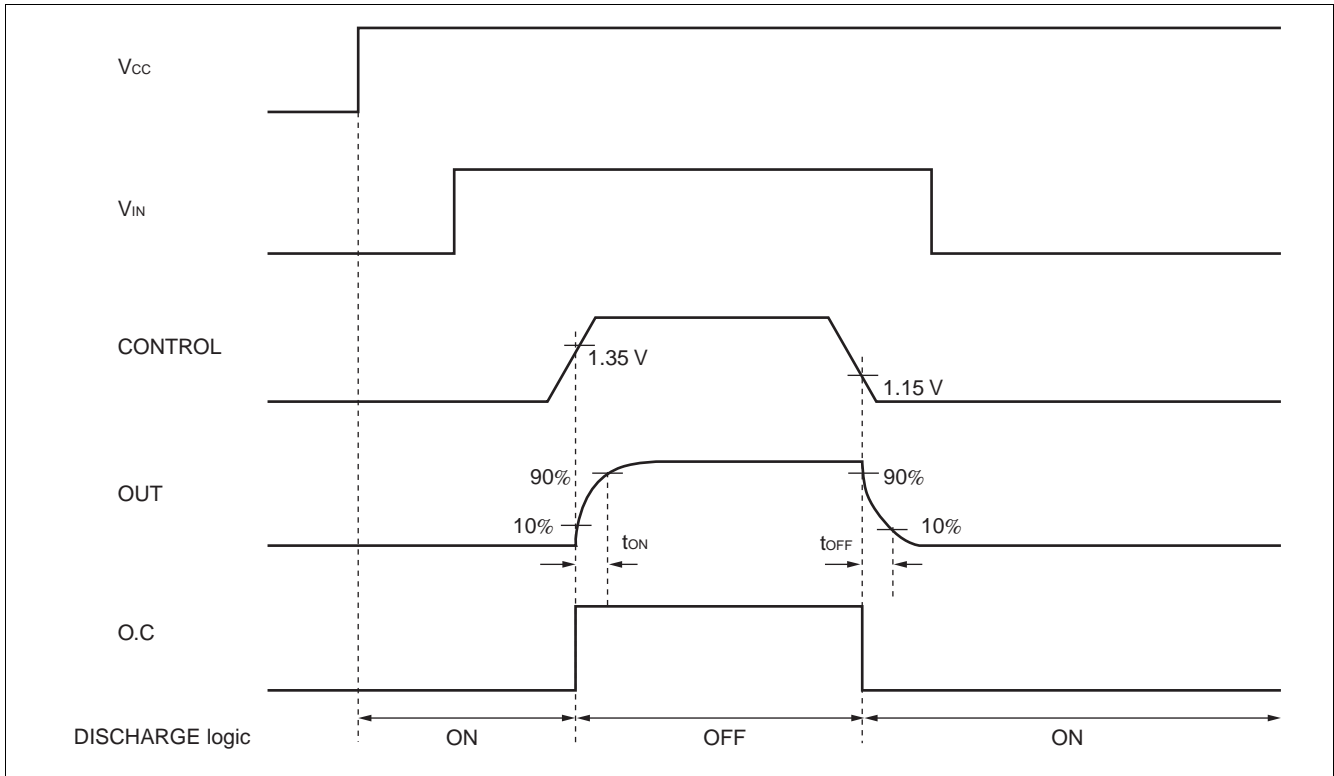 VCC
VIN
CONTROL
1.35 V
1.15 V
OUT
90%
10%
tON
tOFF
90%
10%
O.C
DISCHARGE logic ON OFF ON